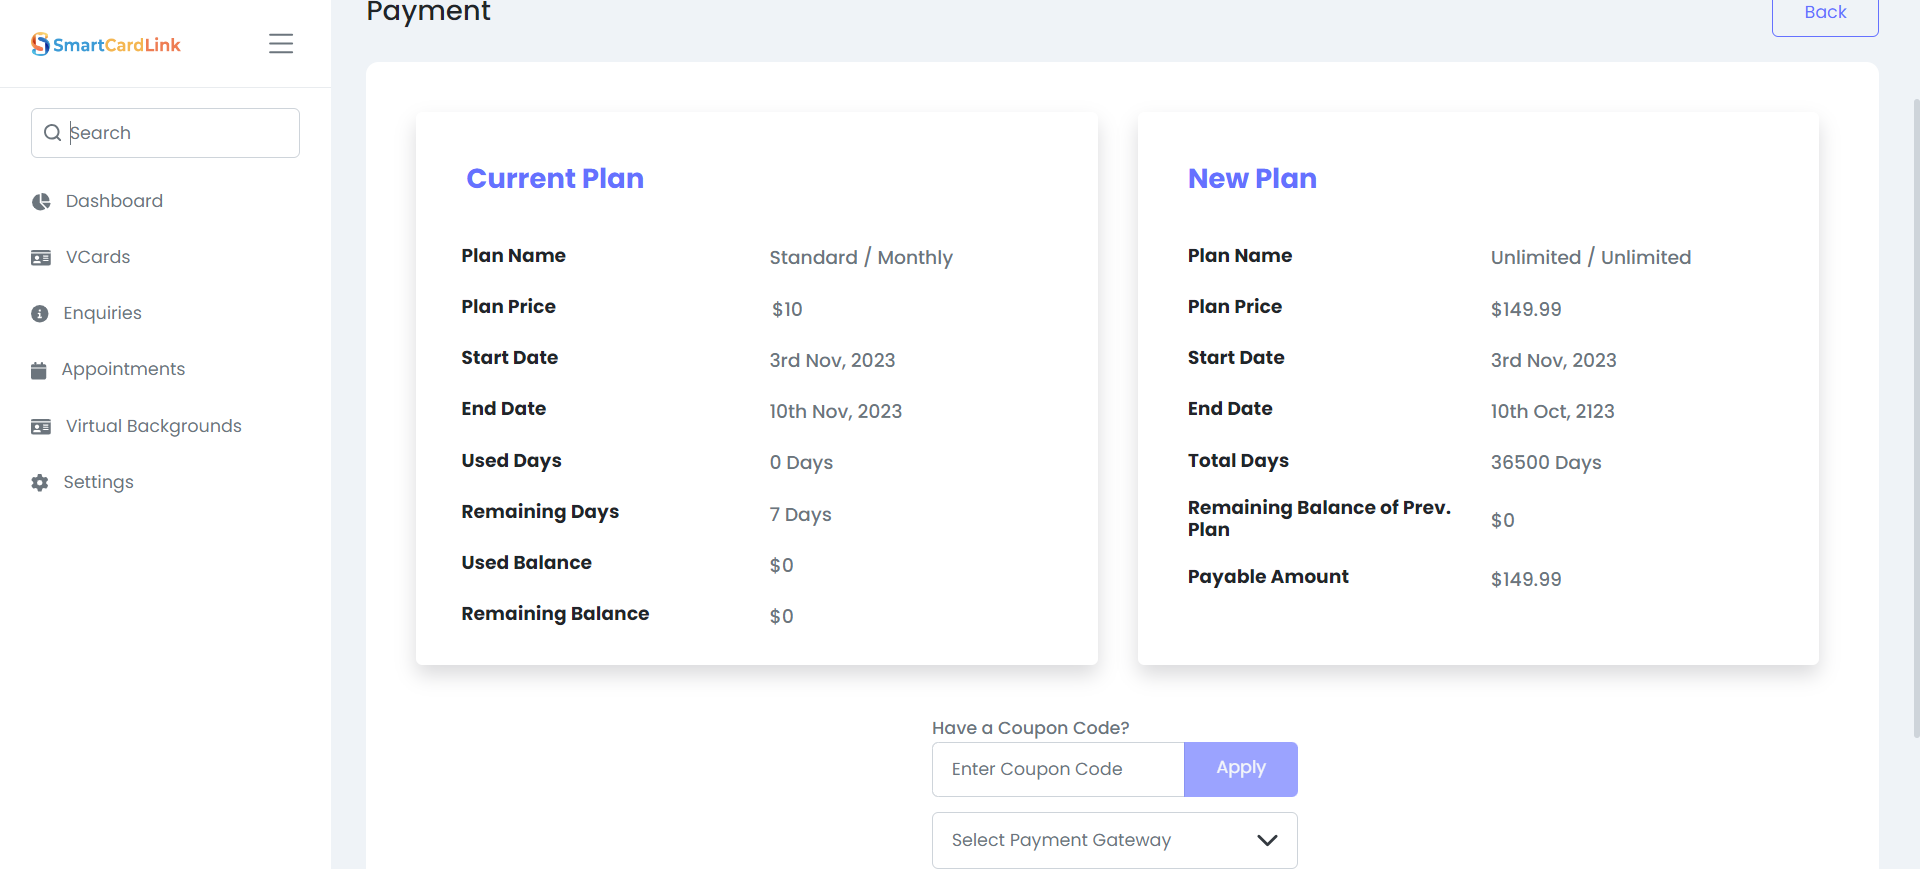 Payment
Back
SmartCardLink
Search
Dashboard
VCards
Enquiries
Appointments
Virtual Backgrounds
Settings
Current Plan
Plan Name Standard / Monthly
Plan Price $10
Start Date 3rd Nov, 2023
End Date 10th Nov, 2023
Used Days 0 Days
Remaining Days 7 Days
Used Balance $0
Remaining Balance $0
New Plan
Plan Name Unlimited / Unlimited
Plan Price $149.99
Start Date 3rd Nov, 2023
End Date 10th Oct, 2123
Total Days 36500 Days
Remaining Balance of Prev.
Plan $0
Payable Amount $149.99
Have a Coupon Code?
Enter Coupon Code Apply
Select Payment Gateway